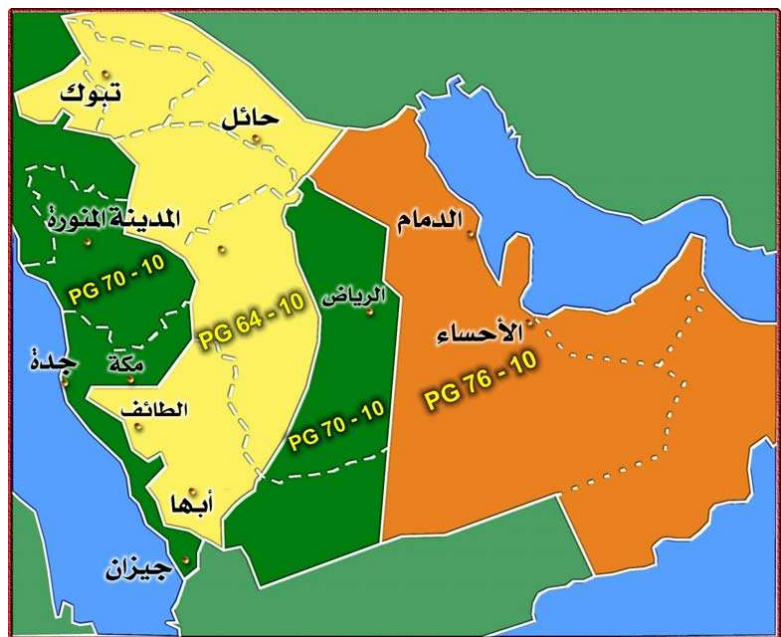 تبوك
حائل
المدينة المنورة
الدمام
PG 70 - 10
الرياض
PG 64 - 10
الأحساء
جدة
مكة
PG 76 - 10
الطائف
PG 70 - 10
أبها
جيزان